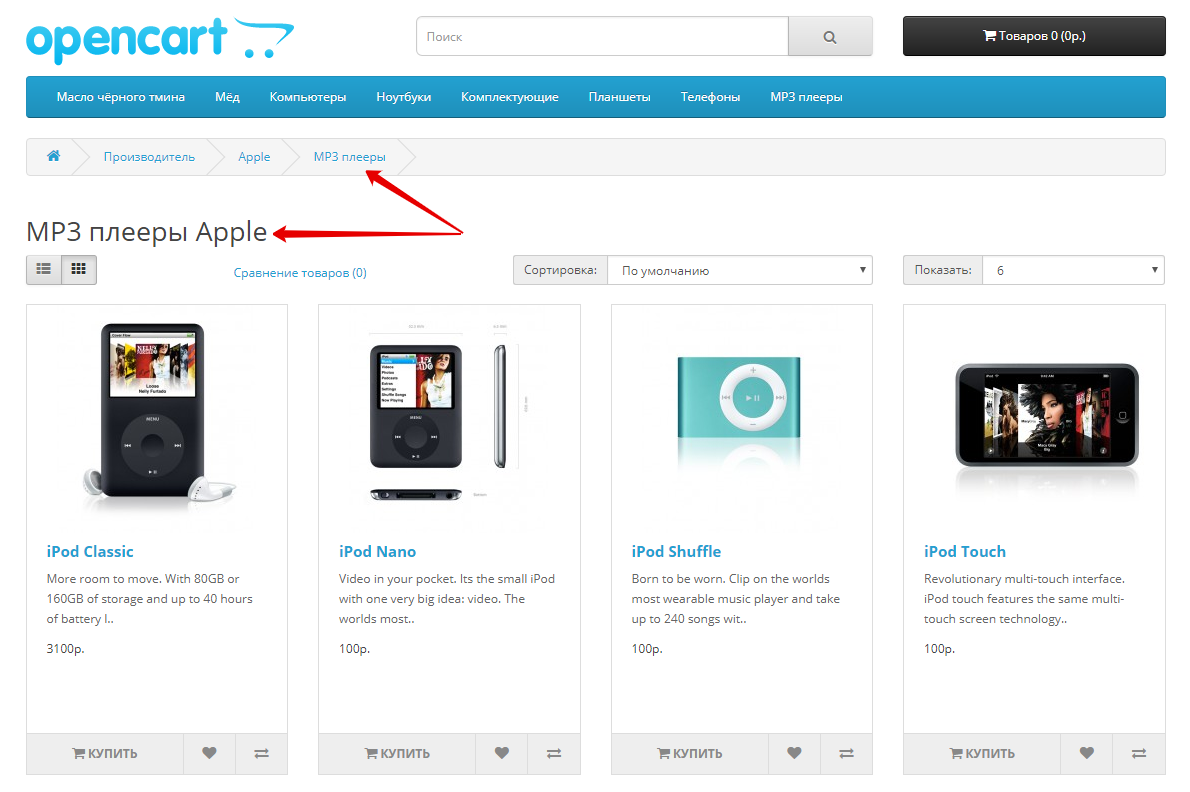 opencart
Поиск
Товаров 0 (0р.)
Масло чёрного тмина Мёд Компьютеры Ноутбуки Комплектующие Планшеты Телефоны MP3 плееры
Производитель Apple MP3 плееры
MP3 плееры Apple
Сравнение товаров (0)
Сортировка: По умолчанию
Показать: 6
MENU
MENU
iPod Classic
More room to move. With 80GB or
160GB of storage and up to 40 hours
of battery l..
3100р.
КУПИТЬ
iPod Nano
Video in your pocket. Its the small iPod
with one very big idea: video. The
worlds most..
100р.
КУПИТЬ
iPod Shuffle
Born to be worn. Clip on the worlds
most wearable music player and take
up to 240 songs wit..
100р.
КУПИТЬ
iPod Touch
Revolutionary multi-touch interface.
iPod touch features the same multi-
touch screen technology..
100р.
КУПИТЬ